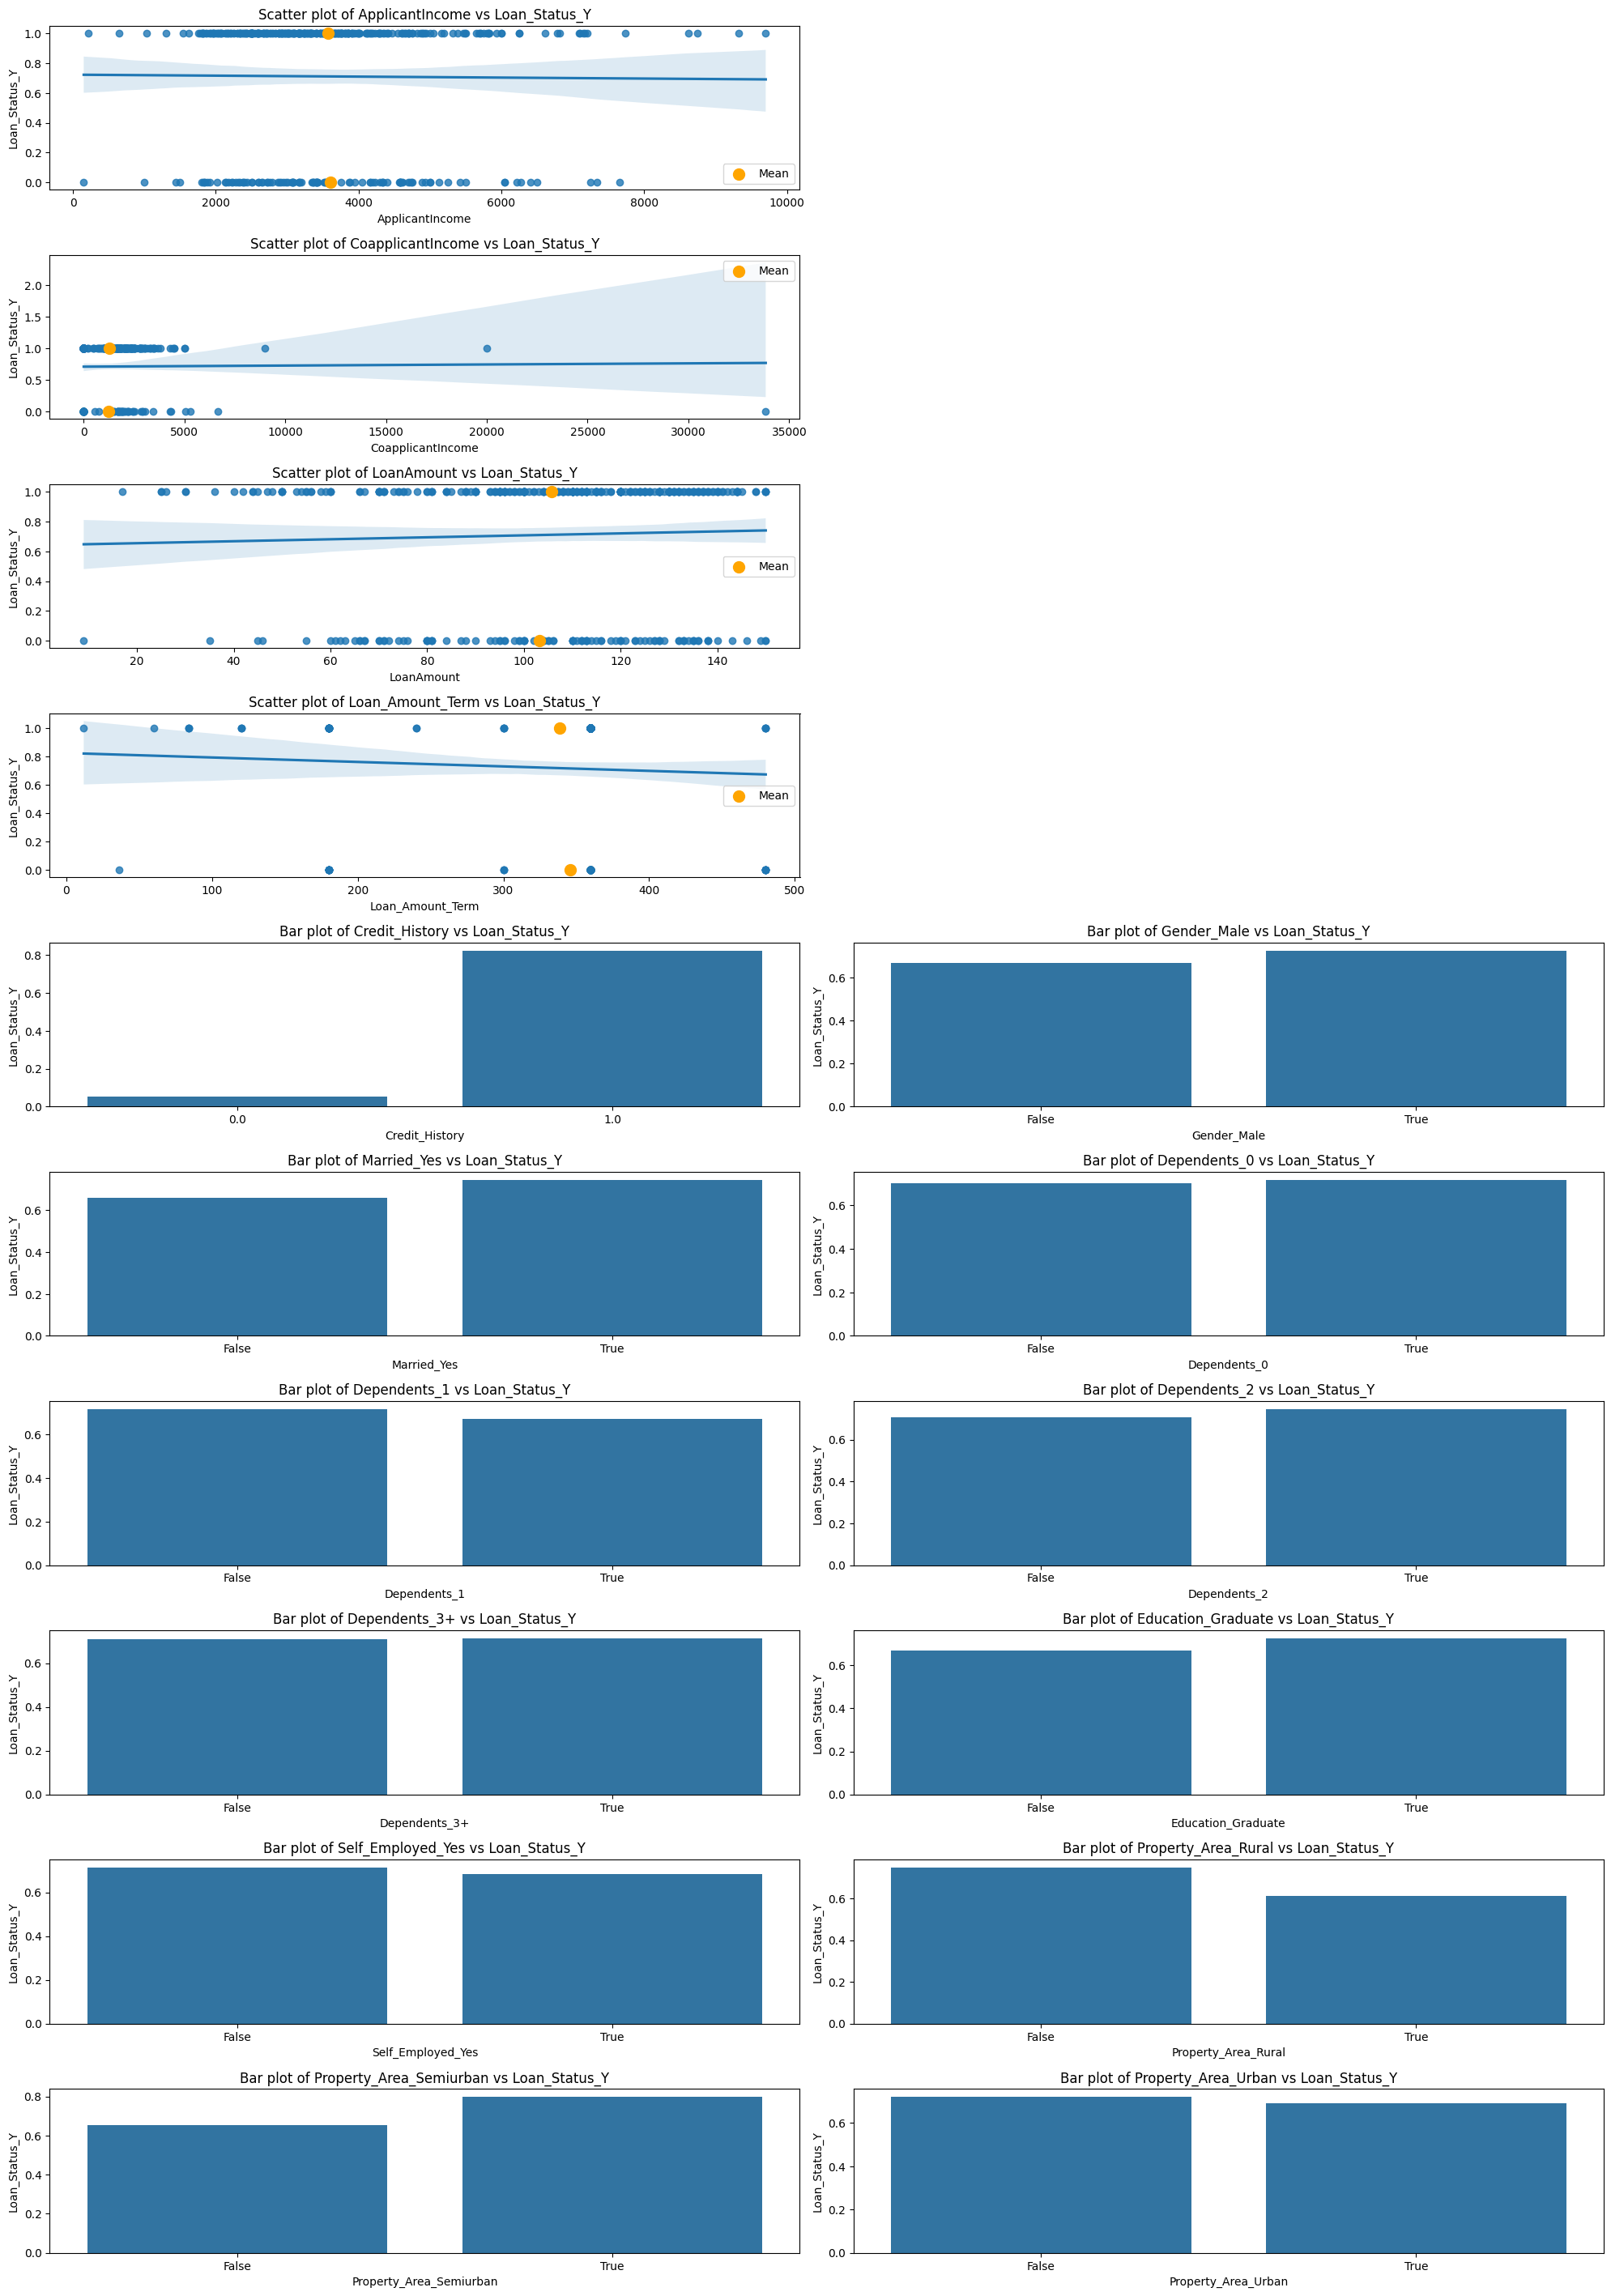 Scatter plot of ApplicantIncome vs Loan_Status_Y
Loan_Status_Y
1.0
0.8
0.6
0.4
0.2
0.0
Mean
0 2000 4000 6000 8000 10000
ApplicantIncome
Scatter plot of CoapplicantIncome vs Loan_Status_Y
Loan_Status_Y
2.0
1.5
1.0
0.5
0.0
Mean
0 5000 10000 15000 20000 25000 30000 35000
CoapplicantIncome
Scatter plot of LoanAmount vs Loan_Status_Y
Loan_Status_Y
1.0
0.8
0.6
0.4
0.2
0.0
Mean
20 40 60 80 100 120 140
LoanAmount
Scatter plot of Loan_Amount_Term vs Loan_Status_Y
Loan_Status_Y
1.0
0.8
0.6
0.4
0.2
0.0
Mean
0 100 200 300 400 500
Loan_Amount_Term
Bar plot of Credit_History vs Loan_Status_Y
Loan_Status_Y
0.8
0.6
0.4
0.2
0.0
0.0 1.0
Credit_History
Bar plot of Gender_Male vs Loan_Status_Y
Loan_Status_Y
0.6
0.4
0.2
0.0
False True
Gender_Male
Bar plot of Married_Yes vs Loan_Status_Y
Loan_Status_Y
0.6
0.4
0.2
0.0
False True
Married_Yes
Bar plot of Dependents_0 vs Loan_Status_Y
Loan_Status_Y
0.6
0.4
0.2
0.0
False True
Dependents_0
Bar plot of Dependents_1 vs Loan_Status_Y
Loan_Status_Y
0.6
0.4
0.2
0.0
False True
Dependents_1
Bar plot of Dependents_2 vs Loan_Status_Y
Loan_Status_Y
0.6
0.4
0.2
0.0
False True
Dependents_2
Bar plot of Dependents_3+ vs Loan_Status_Y
Loan_Status_Y
0.6
0.4
0.2
0.0
False True
Dependents_3+
Bar plot of Education_Graduate vs Loan_Status_Y
Loan_Status_Y
0.6
0.4
0.2
0.0
False True
Education_Graduate
Bar plot of Self_Employed_Yes vs Loan_Status_Y
Loan_Status_Y
0.6
0.4
0.2
0.0
False True
Self_Employed_Yes
Bar plot of Property_Area_Rural vs Loan_Status_Y
Loan_Status_Y
0.6
0.4
0.2
0.0
False True
Property_Area_Rural
Bar plot of Property_Area_Semiurban vs Loan_Status_Y
Loan_Status_Y
0.8
0.6
0.4
0.2
0.0
False True
Property_Area_Semiurban
Bar plot of Property_Area_Urban vs Loan_Status_Y
Loan_Status_Y
0.6
0.4
0.2
0.0
False True
Property_Area_Urban